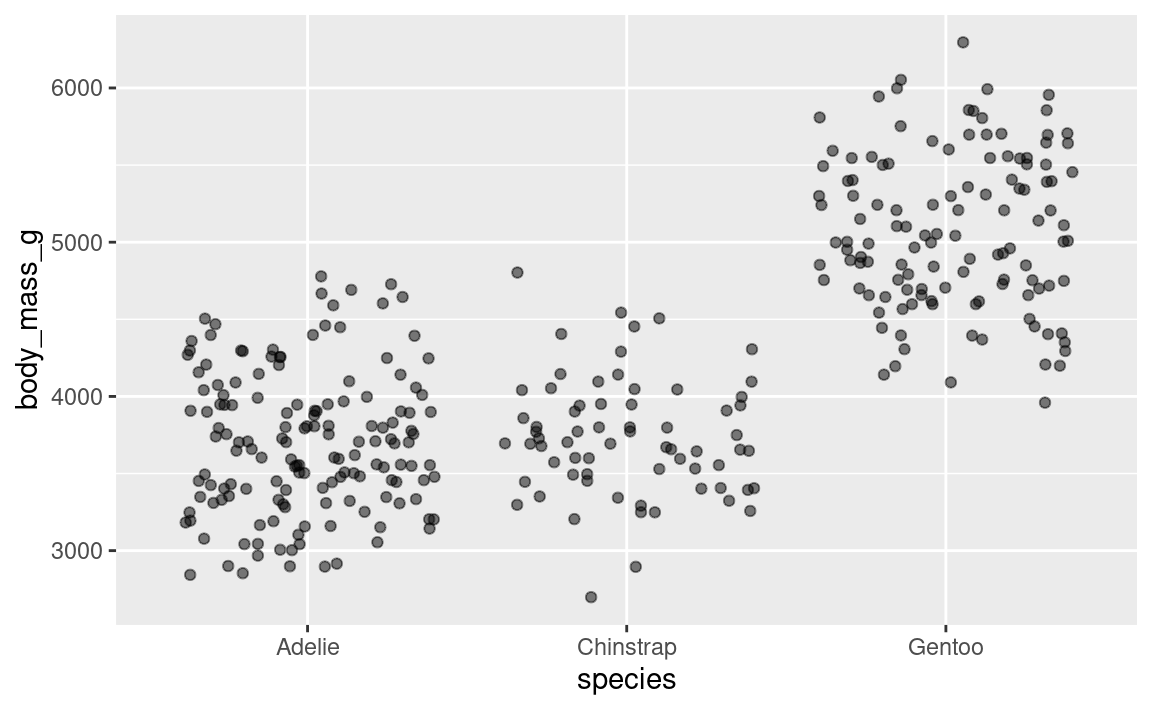 6000
5000
4000
3000
body_mass_g
Adelie
Chinstrap
Gentoo
species